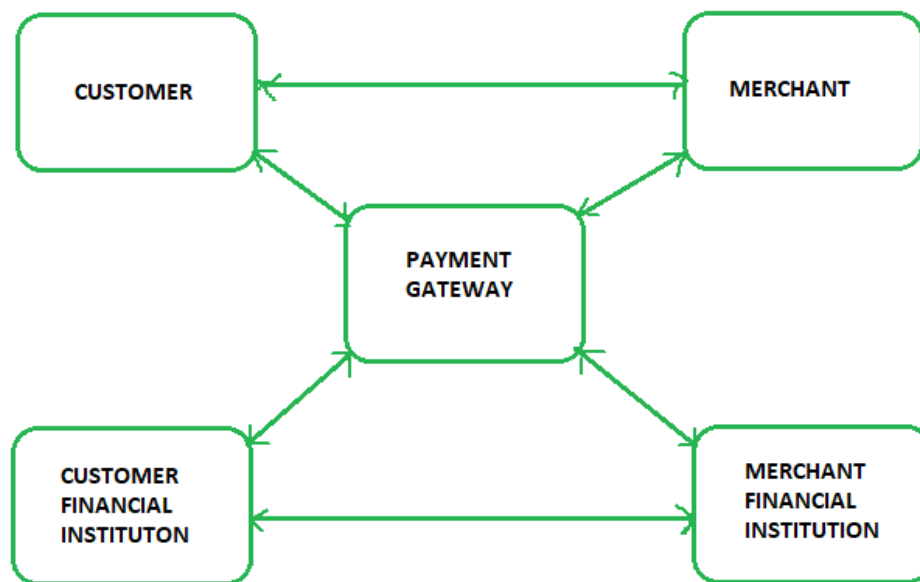 CUSTOMER
MERCHANT
PAYMENT
GATEWAY
CUSTOMER
FINANCIAL
INSTITUTON
MERCHANT
FINANCIAL
INSTITUTION